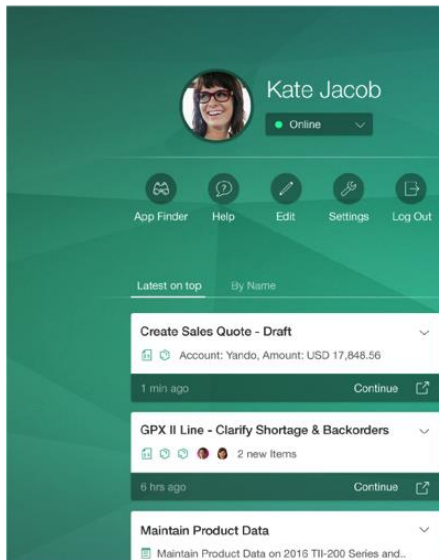 Kate Jacob
Online
App Finder Help Edit Settings Log Out
Latest on top By Name
Create Sales Quote - Draft
Account: Yando, Amount: USD 17,848.56
1 min ago Continue
GPX II Line - Clarify Shortage & Backorders
2 new Items
6 hrs ago Continue
Maintain Product Data
Maintain Product Data on 2016 TII-200 Series and..